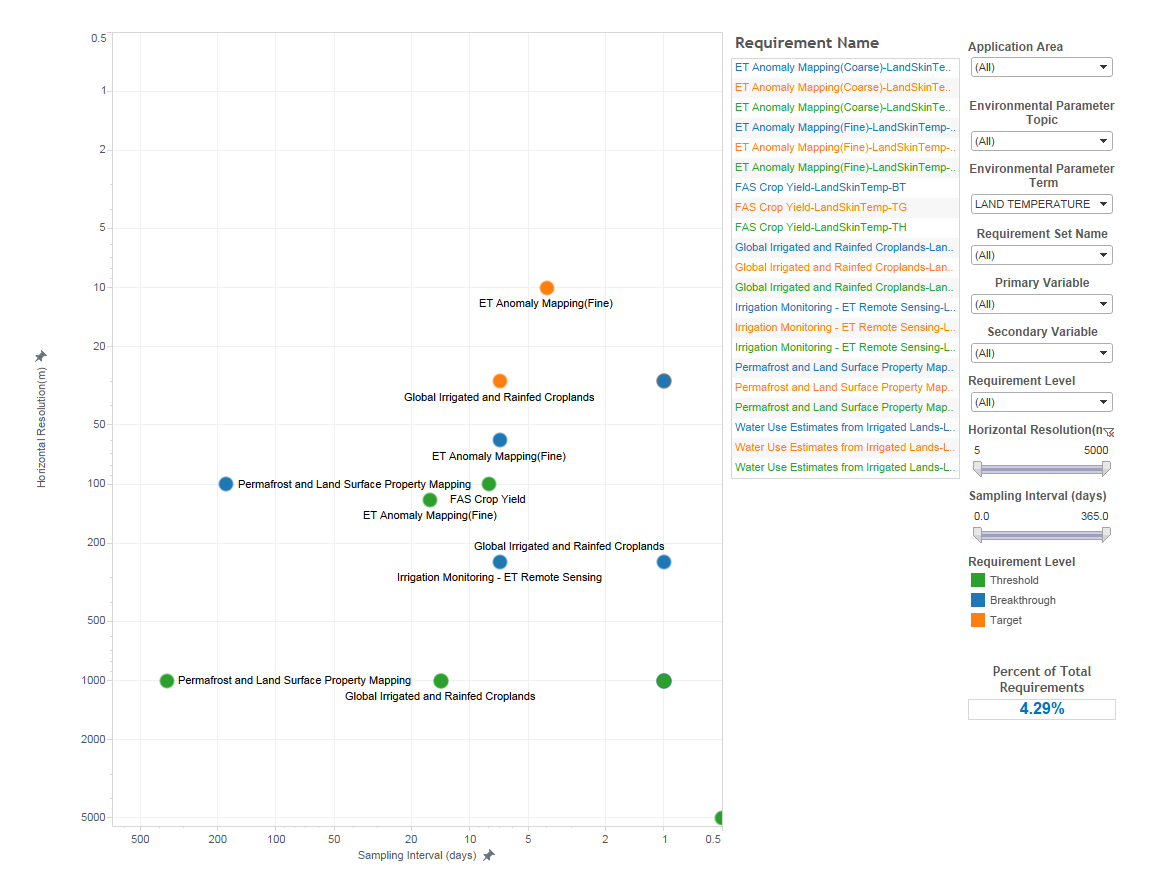 0.5
1
2
5
10
20
50
100
200
500
1000
2000
5000
Horizontal Resolution(m)
ET Anomaly Mapping(Fine)
Global Irrigated and Rainfed Croplands
ET Anomaly Mapping(Fine)
Permafrost and Land Surface Property Mapping
FAS Crop Yield
ET Anomaly Mapping(Fine)
Global Irrigated and Rainfed Croplands
Irrigation Monitoring - ET Remote Sensing
Permafrost and Land Surface Property Mapping
Global Irrigated and Rainfed Croplands
500 200 100 50 20 10 5 2 1 0.5
Sampling Interval (days)
Requirement Name
ET Anomaly Mapping(Coarse)-LandSkinTe..
ET Anomaly Mapping(Coarse)-LandSkinTe..
ET Anomaly Mapping(Coarse)-LandSkinTe..
ET Anomaly Mapping(Fine)-LandSkinTemp-..
ET Anomaly Mapping(Fine)-LandSkinTemp-..
ET Anomaly Mapping(Fine)-LandSkinTemp-..
FAS Crop Yield-LandSkinTemp-BT
FAS Crop Yield-LandSkinTemp-TG
FAS Crop Yield-LandSkinTemp-TH
Global Irrigated and Rainfed Croplands-Lan..
Global Irrigated and Rainfed Croplands-Lan..
Global Irrigated and Rainfed Croplands-Lan..
Irrigation Monitoring - ET Remote Sensing-L..
Irrigation Monitoring - ET Remote Sensing-L..
Irrigation Monitoring - ET Remote Sensing-L..
Permafrost and Land Surface Property Map..
Permafrost and Land Surface Property Map..
Permafrost and Land Surface Property Map..
Water Use Estimates from Irrigated Lands-L..
Water Use Estimates from Irrigated Lands-L..
Water Use Estimates from Irrigated Lands-L..
Application Area
(All)
Environmental Parameter
Topic
(All)
Environmental Parameter
Term
LAND TEMPERATURE
Requirement Set Name
(All)
Primary Variable
(All)
Secondary Variable
(All)
Requirement Level
(All)
Horizontal Resolution(n
5 5000
Sampling Interval (days)
0.0 365.0
Requirement Level
Threshold
Breakthrough
Target
Percent of Total
Requirements
4.29%